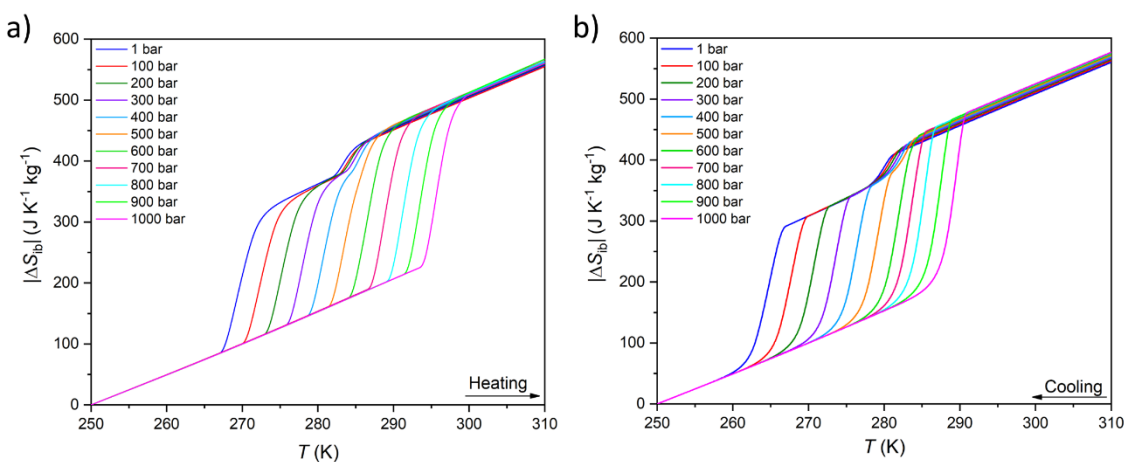 a)
600
500
400
300
200
100
0
|ΔS_ib| (J K⁻¹ kg⁻¹)
1 bar
100 bar
200 bar
300 bar
400 bar
500 bar
600 bar
700 bar
800 bar
900 bar
1000 bar
Heating
250 260 270 280 290 300 310
T (K)
b)
600
500
400
300
200
100
0
|ΔS_ib| (J K⁻¹ kg⁻¹)
1 bar
100 bar
200 bar
300 bar
400 bar
500 bar
600 bar
700 bar
800 bar
900 bar
1000 bar
Cooling
250 260 270 280 290 300 310
T (K)